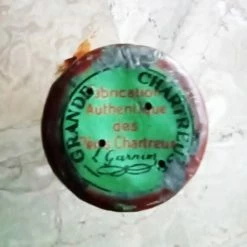 GRANDE CHARTREUSE
Fabrication
Authentique
des
Pères Chartreux
L. Garnier